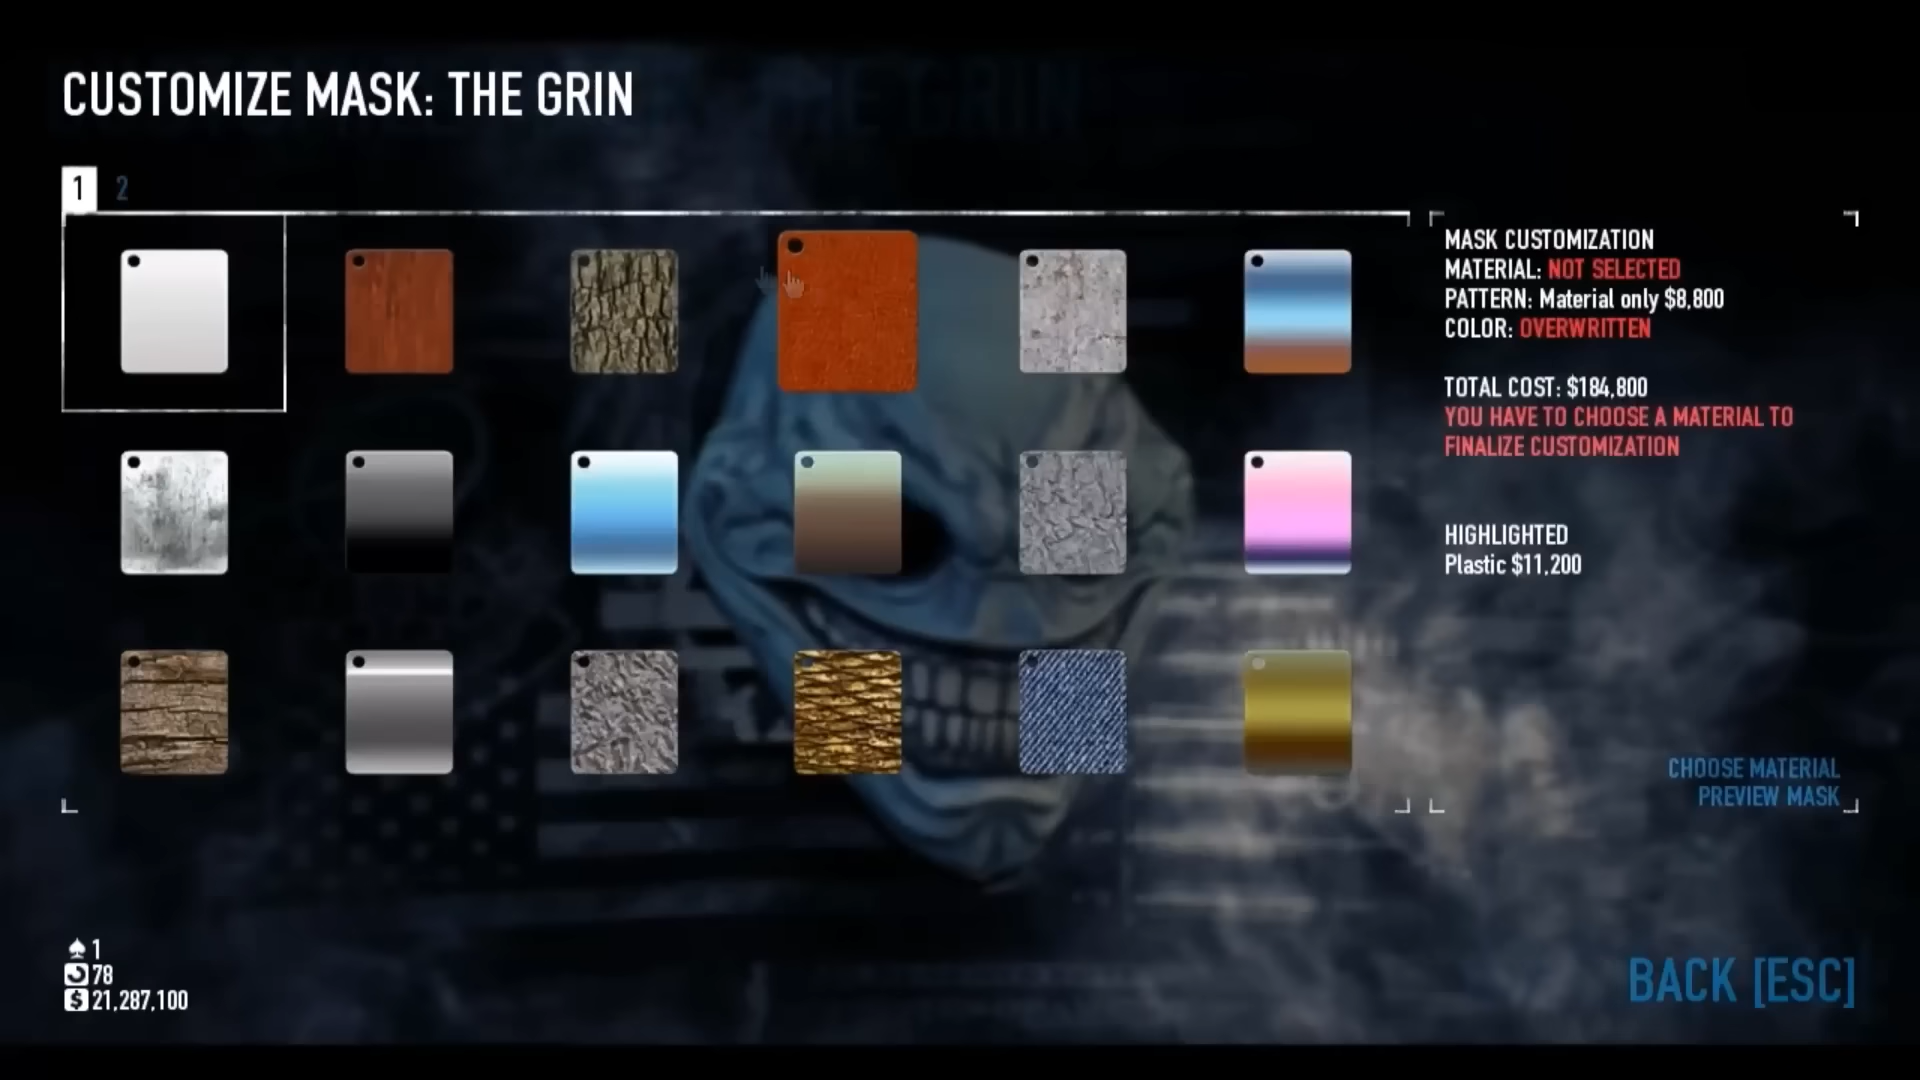 CUSTOMIZE MASK: THE GRIN
1 2
MASK CUSTOMIZATION
MATERIAL: NOT SELECTED
PATTERN: Material only $8,800
COLOR: OVERWRITTEN
TOTAL COST: $184,800
YOU HAVE TO CHOOSE A MATERIAL TO
FINALIZE CUSTOMIZATION
HIGHLIGHTED
Plastic $11,200
CHOOSE MATERIAL
PREVIEW MASK
1
78
$ 21,287,100
BACK [ESC]